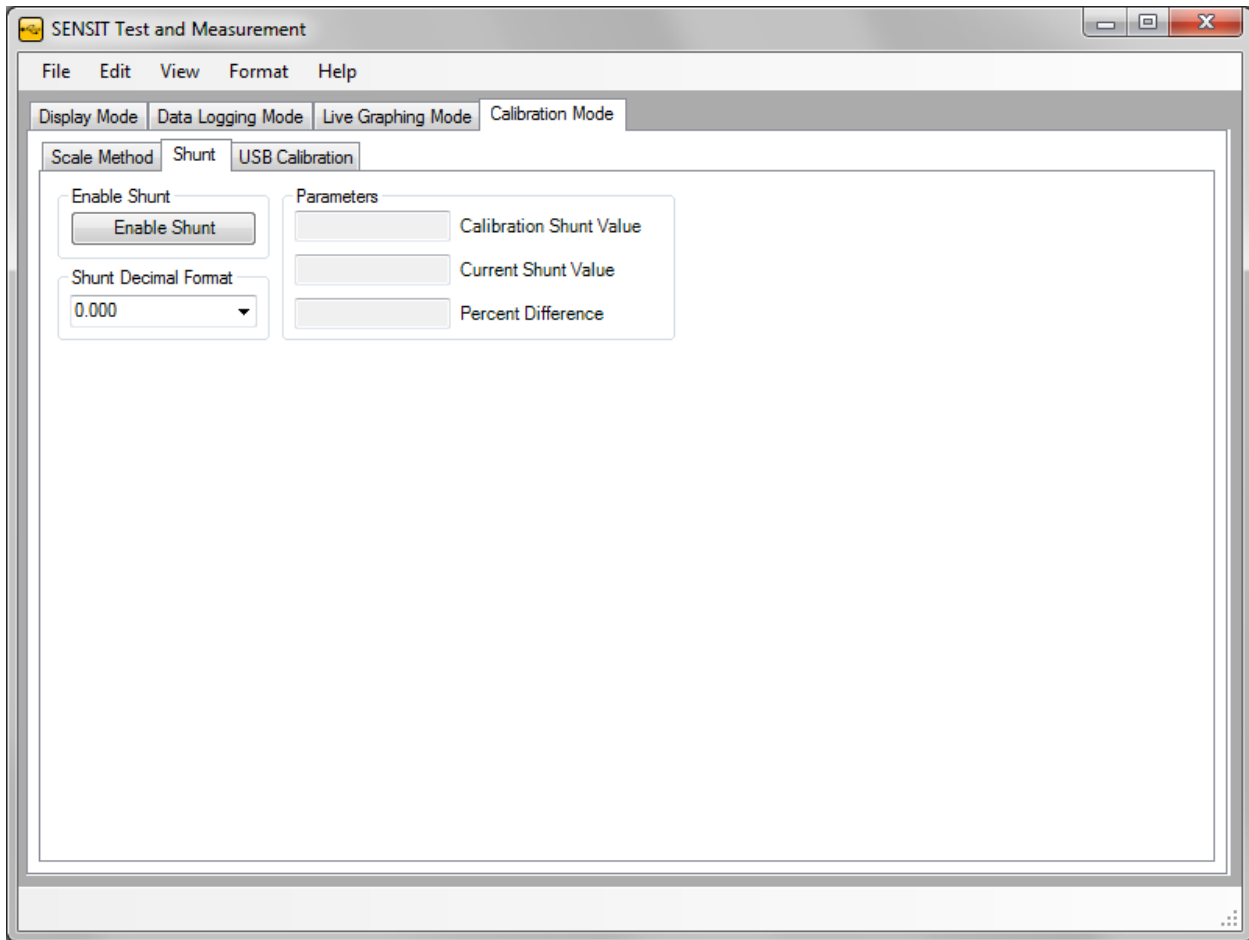 SENSIT Test and Measurement
File Edit View Format Help
Display Mode Data Logging Mode Live Graphing Mode Calibration Mode
Scale Method Shunt USB Calibration
Enable Shunt
Enable Shunt
Shunt Decimal Format
0.000
Parameters
Calibration Shunt Value
Current Shunt Value
Percent Difference